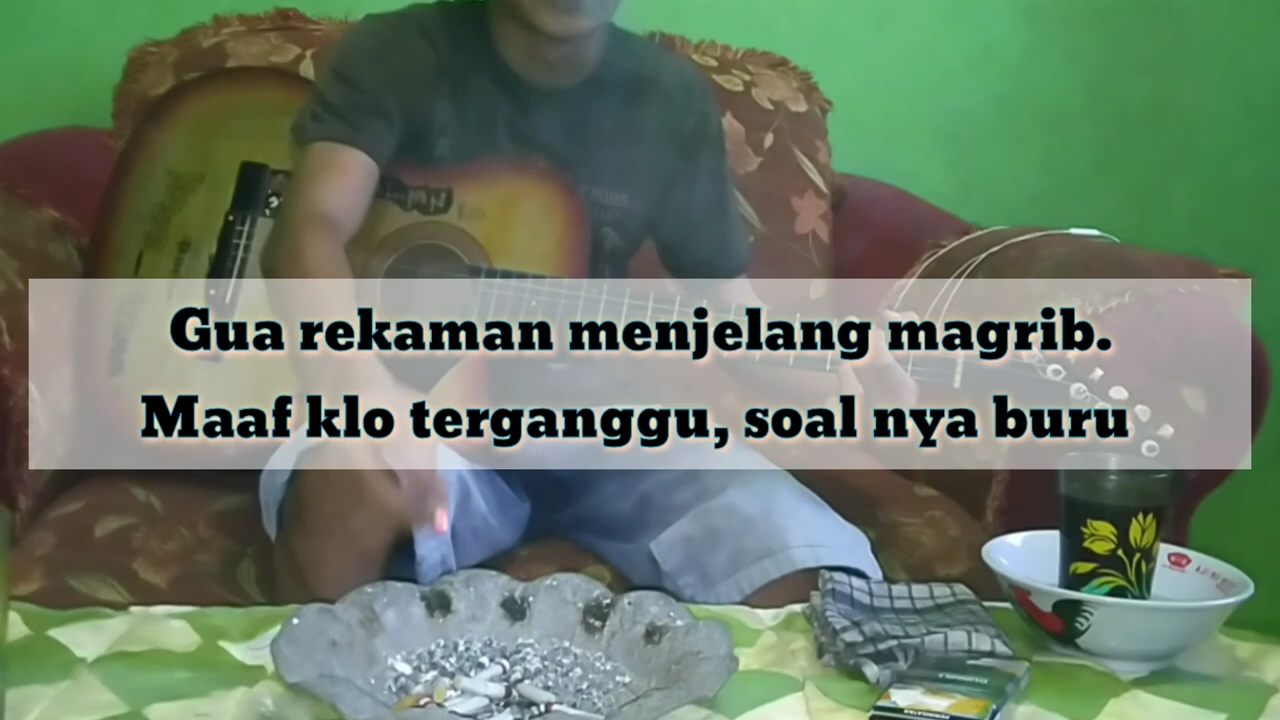 Gua rekaman menjelang magrib.
Maaf klo terganggu, soal nya buru